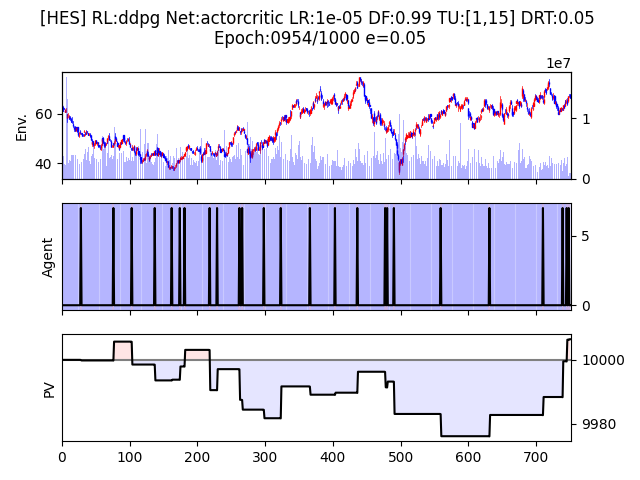 [HES] RL:ddpg Net:actorcritic LR:1e-05 DF:0.99 TU:[1,15] DRT:0.05
Epoch:0954/1000 e=0.05
1e7
Env.
60
40
1
0
Agent
5
0
PV
10000
9980
0 100 200 300 400 500 600 700